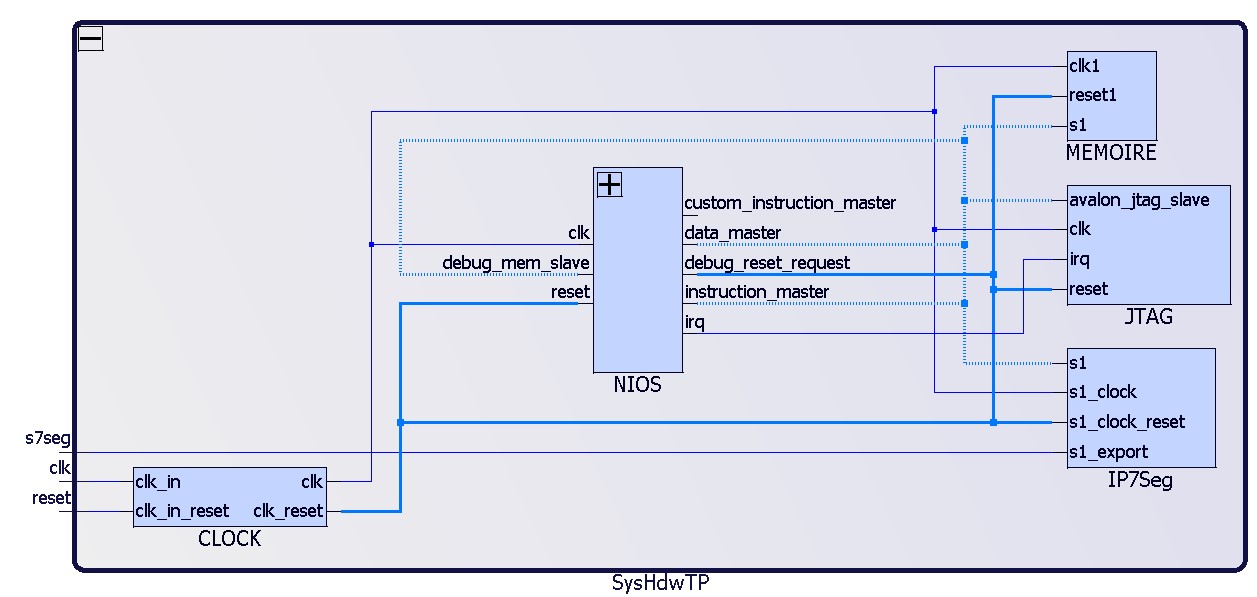 clk1
reset1
s1
MEMOIRE
custom_instruction_master
clk
data_master
debug_mem_slave
debug_reset_request
reset
instruction_master
irq
NIOS
avalon_jtag_slave
clk
irq
reset
JTAG
s1
s1_clock
s1_clock_reset
s1_export
IP7Seg
s7seg
clk
reset
clk_in
clk
clk_in_reset
clk_reset
CLOCK
SysHdwTP